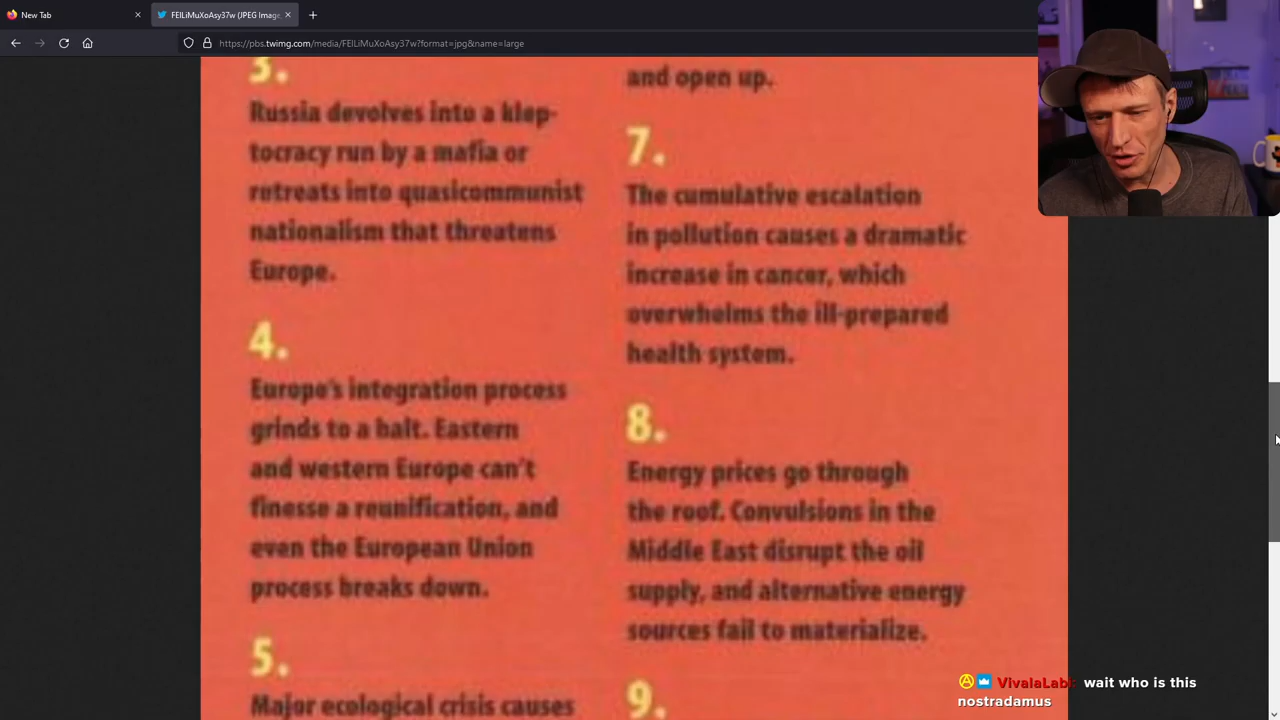 New Tab
FEILiMuXoAsy37w (JPEG Image,
https://pbs.twimg.com/media/FEILiMuXoAsy37w?format=jpg&name=large
3.
Russia devolves into a klep-
tocracy run by a mafia or
retreats into quasicommunist
nationalism that threatens
Europe.
4.
Europe's integration process
grinds to a halt. Eastern
and western Europe can't
finesse a reunification, and
even the European Union
process breaks down.
5.
Major ecological crisis causes
and open up.
7.
The cumulative escalation
in pollution causes a dramatic
increase in cancer, which
overwhelms the ill-prepared
health system.
8.
Energy prices go through
the roof. Convulsions in the
Middle East disrupt the oil
supply, and alternative energy
sources fail to materialize.
9.
wait who is this
nostradamus